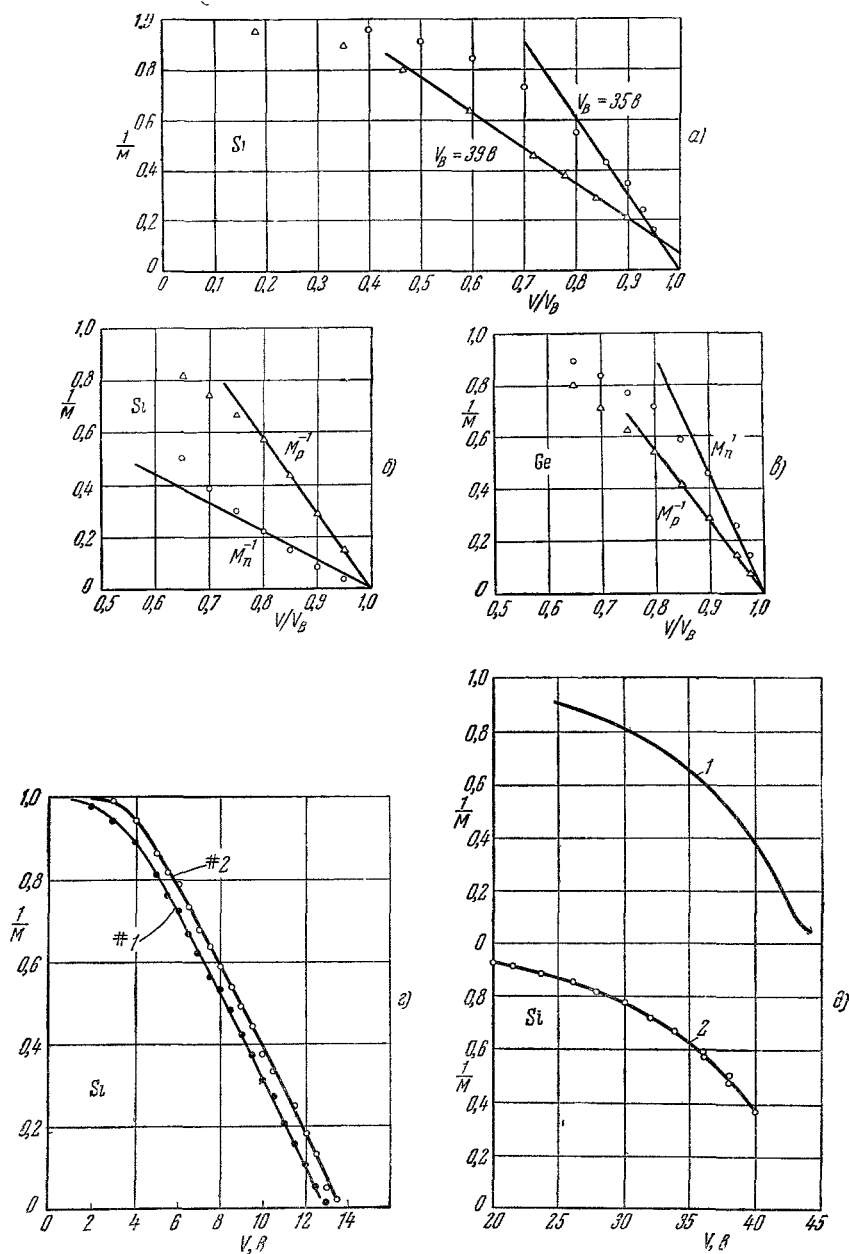 1,0
0,8
0,6
0,4
0,2
0
1/M
Si
V_B = 35 В
V_B = 39 В
а)
0 0,1 0,2 0,3 0,4 0,5 0,6 0,7 0,8 0,9 1,0
V/V_B
1,0
0,8
0,6
0,4
0,2
0
1/M
Si
M_p^-1
M_n^-1
б)
0,5 0,6 0,7 0,8 0,9 1,0
V/V_B
1,0
0,8
0,6
0,4
0,2
0
1/M
Ge
M_n^-1
M_p^-1
в)
0,5 0,6 0,7 0,8 0,9 1,0
V/V_B
1,0
0,8
0,6
0,4
0,2
0
1/M
#2
#1
Si
г)
0 2 4 6 8 10 12 14
V, В
1,0
0,8
0,6
0,4
0,2
0
1/M
1
0,8
0,6
0,4
0,2
0
1/M
Si
2
д)
20 25 30 35 40 45
V, В